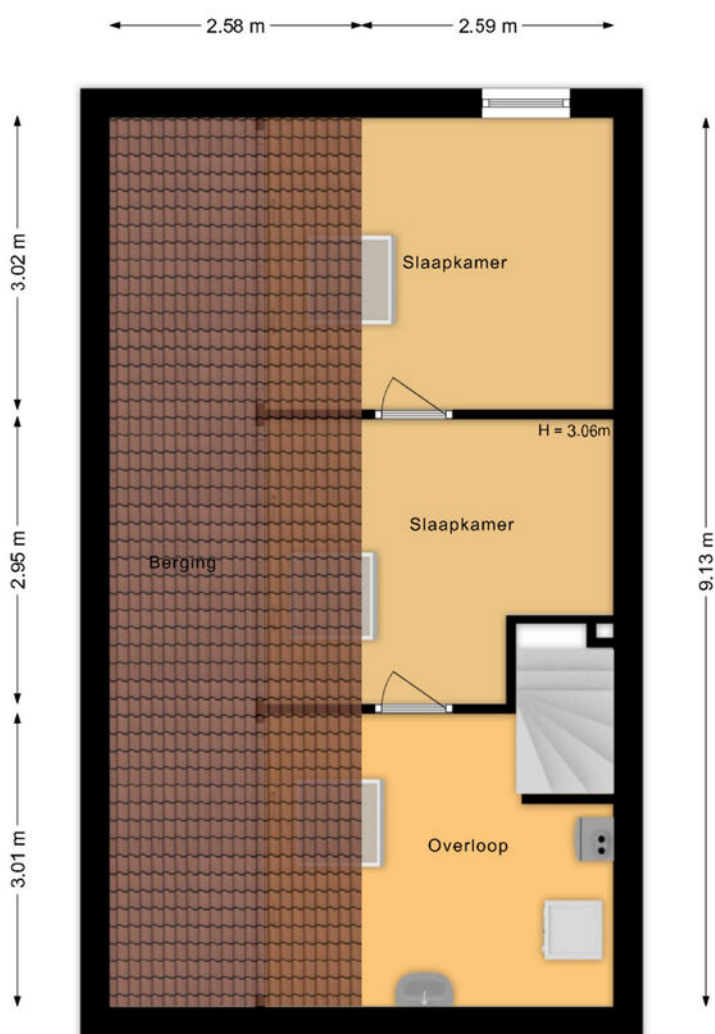 2.58 m
2.59 m
3.02 m
Slaapkamer
H = 3.06m
Slaapkamer
2.95 m
Berging
9.13 m
3.01 m
Overloop